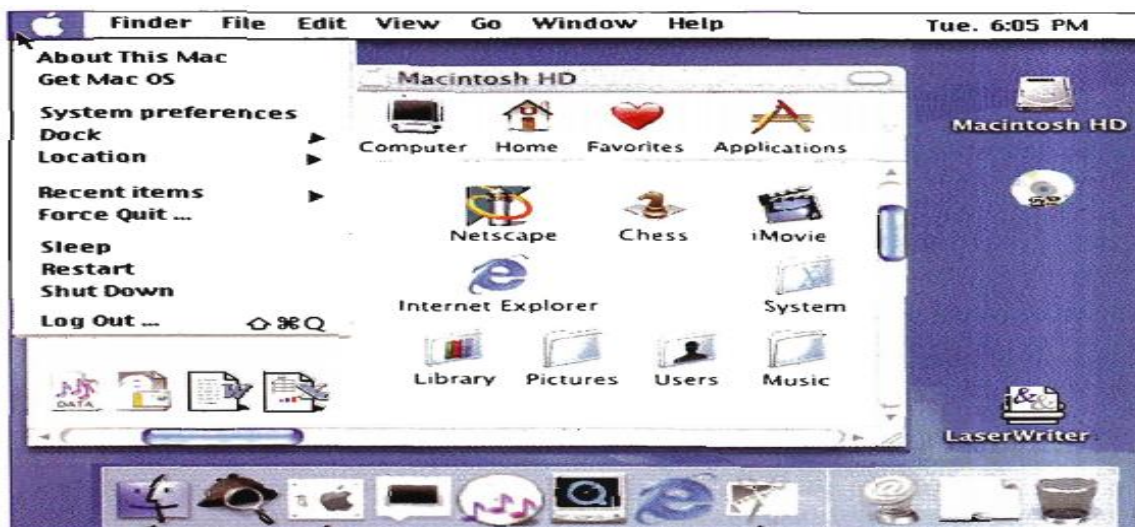 Finder File Edit View Go Window Help Tue. 6:05 PM
About This Mac
Get Mac OS
System preferences
Dock
Location
Recent items
Force Quit ...
Sleep
Restart
Shut Down
Log Out ... ⇧⌘Q
Macintosh HD
Computer Home Favorites Applications
Netscape Chess iMovie
Internet Explorer System
Library Pictures Users Music
DATA
Macintosh HD
LaserWriter